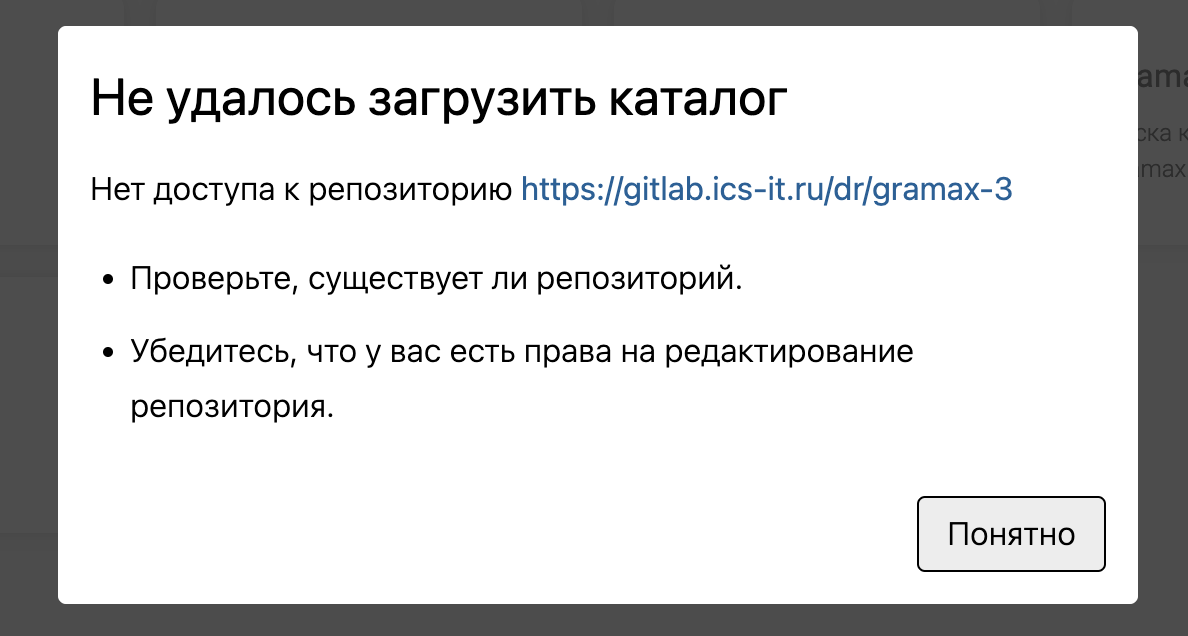 Не удалось загрузить каталог
Нет доступа к репозиторию https://gitlab.ics-it.ru/dr/gramax-3
• Проверьте, существует ли репозиторий.
• Убедитесь, что у вас есть права на редактирование
репозитория.
Понятно